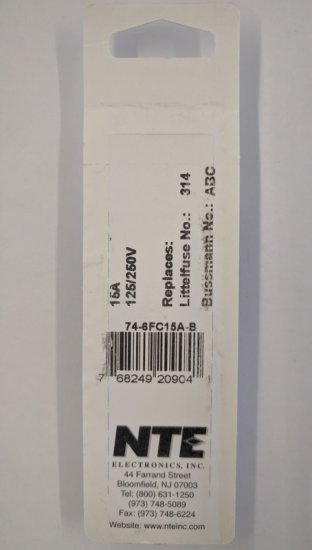 15A
125/250V
Replaces:
Littelfuse No.: 314
Bussmann No.: ABC
74-6FC15A-B
7 68249 20904
NTE
ELECTRONICS, INC.
44 Farrand Street
Bloomfield, NJ 07003
Tel: (800) 631-1250
(973) 748-5089
Fax: (973) 748-6224
Website: www.nteinc.com